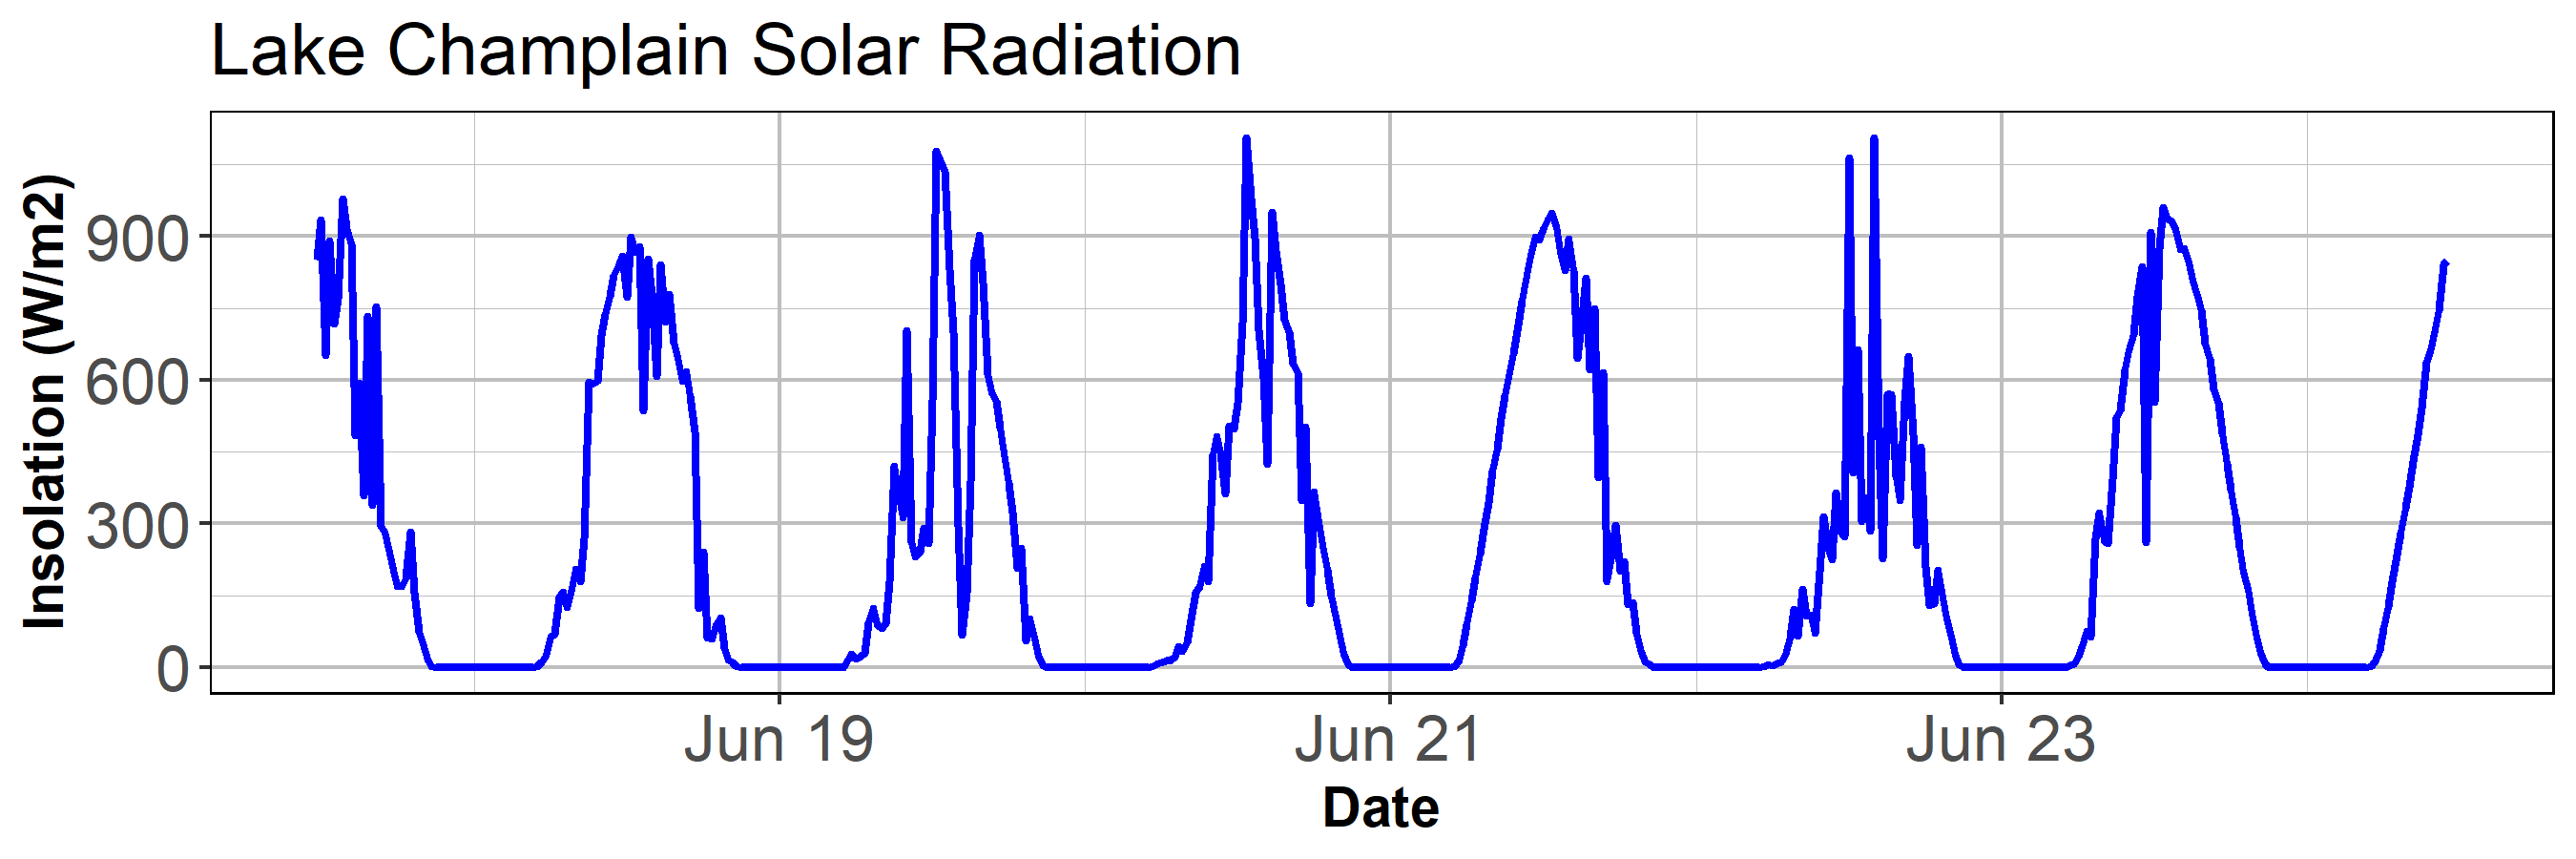 Lake Champlain Solar Radiation
Insolation (W/m2)
900
600
300
0
Jun 19
Jun 21
Jun 23
Date